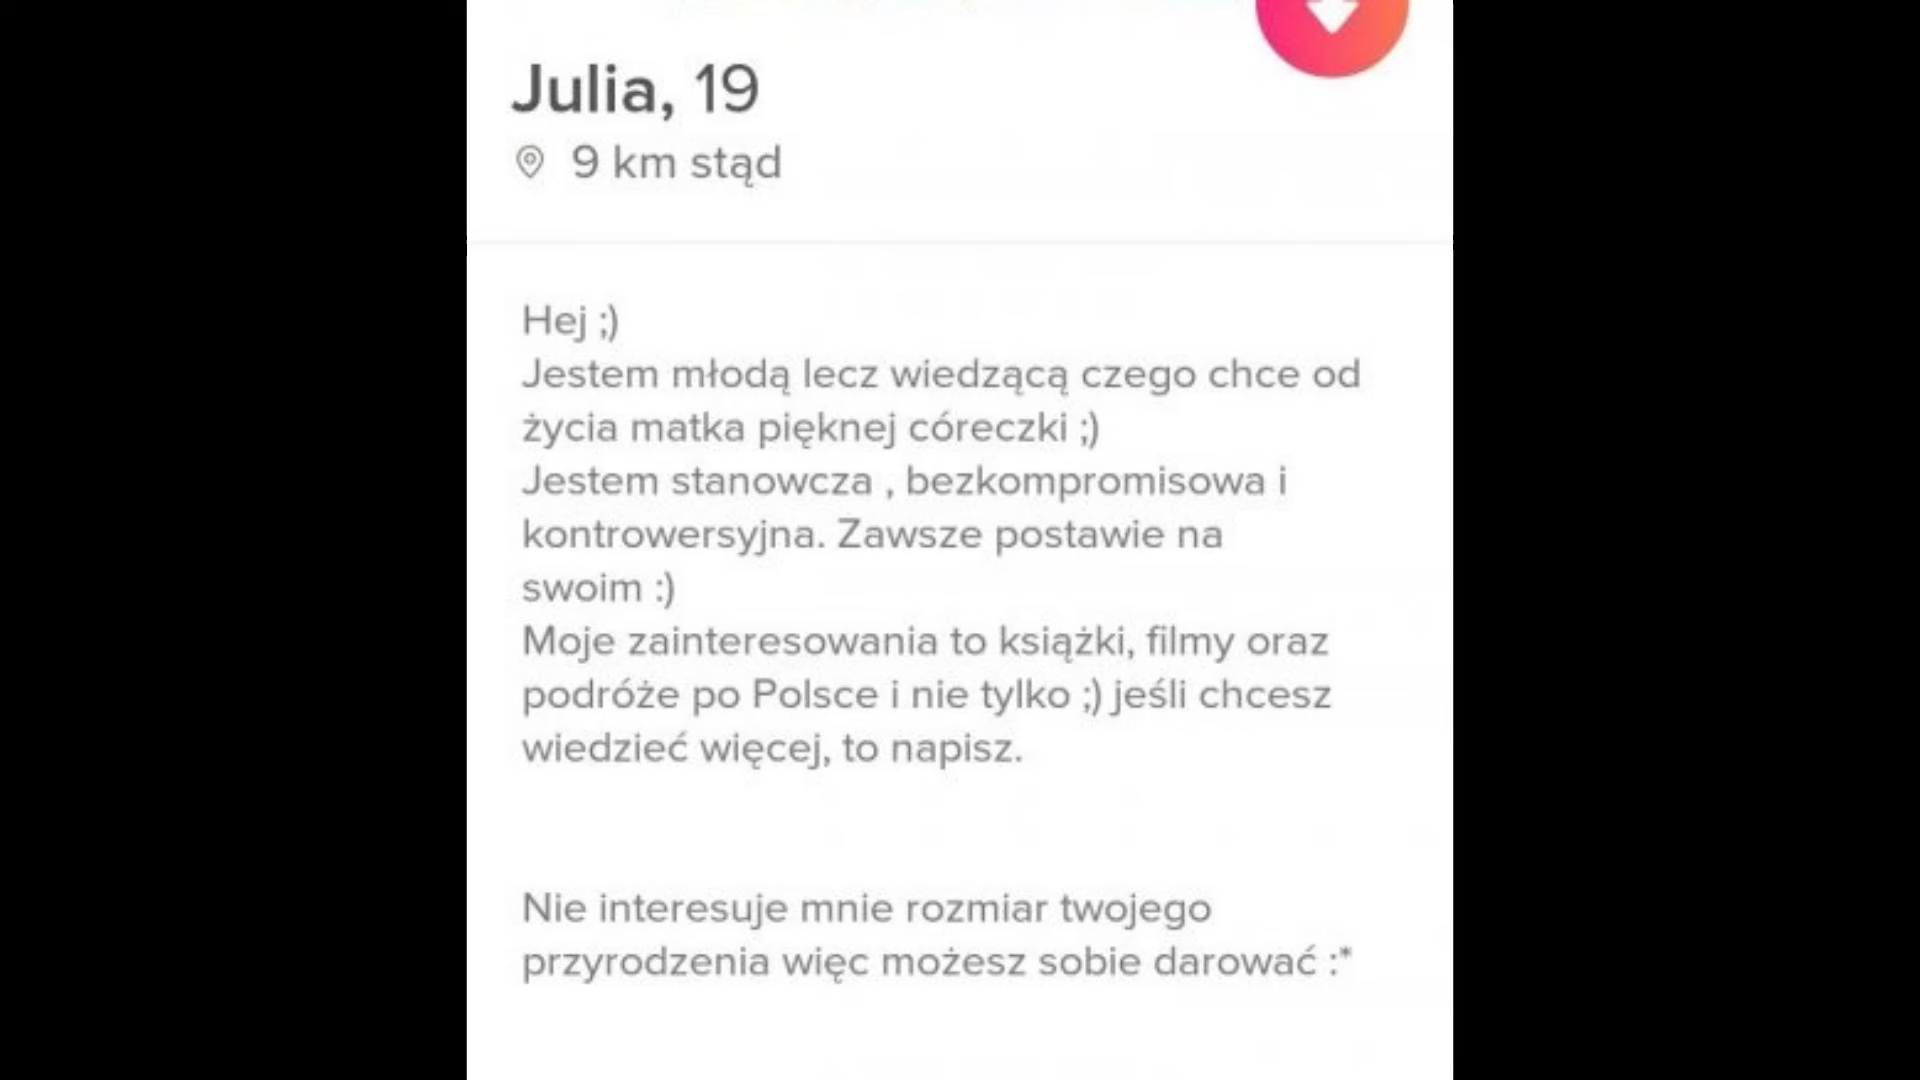 Julia, 19
9 km stąd
Hej ;)
Jestem młodą lecz wiedzącą czego chce od
życia matka pięknej córeczki ;)
Jestem stanowcza , bezkompromisowa i
kontrowersyjna. Zawsze postawie na
swoim :)
Moje zainteresowania to książki, filmy oraz
podróże po Polsce i nie tylko ;) jeśli chcesz
wiedzieć więcej, to napisz.
Nie interesuje mnie rozmiar twojego
przyrodzenia więc możesz sobie darować :*